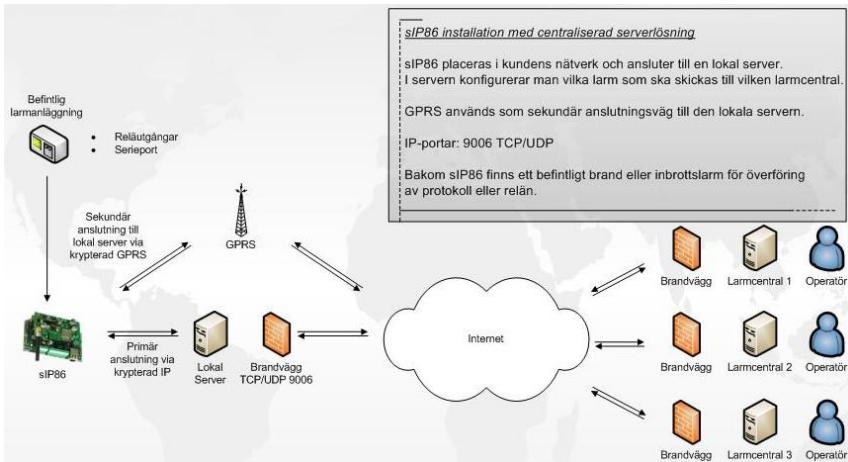 sIP86 installation med centraliserad serverlösning
sIP86 placeras i kundens nätverk och ansluter till en lokal server.
I servern konfigurerar man vilka larm som ska skickas till vilken larmcentral.
GPRS används som sekundär anslutningsväg till den lokala servern.
IP-portar: 9006 TCP/UDP
Bakom sIP86 finns ett befintligt brand eller inbrottslarm för överföring
av protokoll eller relän.
Befintlig
larmanläggning
• Reläutgångar
• Serieport
Sekundär
anslutning till
lokal server via
krypterad GPRS
GPRS
sIP86
Primär
anslutning via
krypterad IP
Lokal
Server
Brandvägg
TCP/UDP 9006
Internet
Brandvägg
Larmcentral 1
Operatör
Brandvägg
Larmcentral 2
Operatör
Brandvägg
Larmcentral 3
Operatör